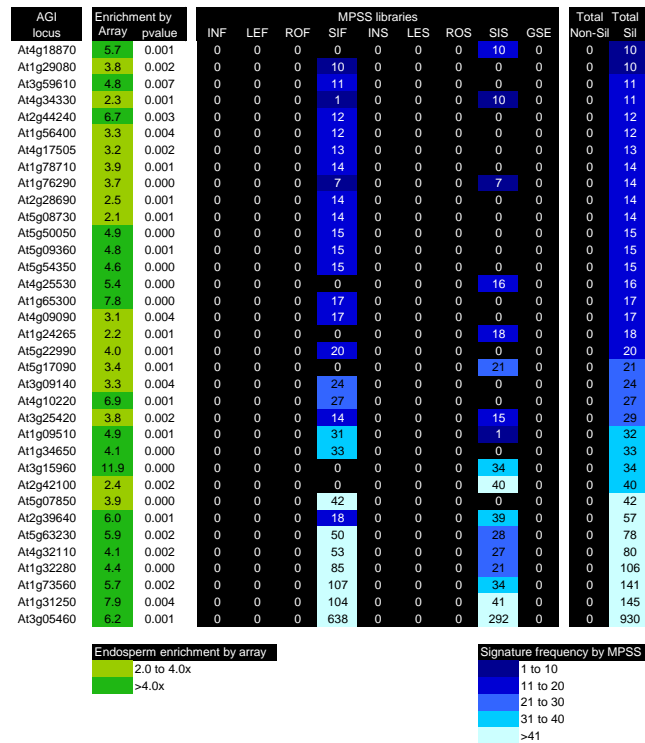 AGI Enrichment by MPSS libraries Total Total
locus Array pvalue INF LEF ROF SIF INS LES ROS SIS GSE Non-Sil Sil
At4g18870 5.7 0.001 0 0 0 0 0 0 0 10 0 0 10
At1g29080 3.8 0.002 0 0 0 10 0 0 0 0 0 0 10
At3g59610 4.8 0.007 0 0 0 11 0 0 0 0 0 0 11
At4g34330 2.3 0.001 0 0 0 1 0 0 0 10 0 0 11
At2g44240 6.7 0.003 0 0 0 12 0 0 0 0 0 0 12
At1g56400 3.3 0.004 0 0 0 12 0 0 0 0 0 0 12
At4g17505 3.2 0.002 0 0 0 13 0 0 0 0 0 0 13
At1g78710 3.9 0.001 0 0 0 14 0 0 0 0 0 0 14
At1g76290 3.7 0.000 0 0 0 7 0 0 0 7 0 0 14
At2g28690 2.5 0.001 0 0 0 14 0 0 0 0 0 0 14
At5g08730 2.1 0.001 0 0 0 14 0 0 0 0 0 0 14
At5g50050 4.9 0.000 0 0 0 15 0 0 0 0 0 0 15
At5g09360 4.8 0.001 0 0 0 15 0 0 0 0 0 0 15
At5g54350 4.6 0.000 0 0 0 15 0 0 0 0 0 0 15
At4g25530 5.4 0.000 0 0 0 0 0 0 0 16 0 0 16
At1g65300 7.8 0.000 0 0 0 17 0 0 0 0 0 0 17
At4g09090 3.1 0.004 0 0 0 17 0 0 0 0 0 0 17
At1g24265 2.2 0.001 0 0 0 0 0 0 0 18 0 0 18
At5g22990 4.0 0.001 0 0 0 20 0 0 0 0 0 0 20
At5g17090 3.4 0.001 0 0 0 0 0 0 0 21 0 0 21
At3g09140 3.3 0.004 0 0 0 24 0 0 0 0 0 0 24
At4g10220 6.9 0.001 0 0 0 27 0 0 0 0 0 0 27
At3g25420 3.8 0.002 0 0 0 14 0 0 0 15 0 0 29
At1g09510 4.9 0.001 0 0 0 31 0 0 0 1 0 0 32
At1g34650 4.1 0.000 0 0 0 33 0 0 0 0 0 0 33
At3g15960 11.9 0.000 0 0 0 0 0 0 0 34 0 0 34
At2g42100 2.4 0.002 0 0 0 0 0 0 0 40 0 0 40
At5g07850 3.9 0.000 0 0 0 42 0 0 0 0 0 0 42
At2g39640 6.0 0.001 0 0 0 18 0 0 0 39 0 0 57
At5g63230 5.9 0.002 0 0 0 50 0 0 0 28 0 0 78
At4g32110 4.1 0.002 0 0 0 53 0 0 0 27 0 0 80
At1g32280 4.4 0.000 0 0 0 85 0 0 0 21 0 0 106
At1g73560 5.7 0.002 0 0 0 107 0 0 0 34 0 0 141
At1g31250 7.9 0.004 0 0 0 104 0 0 0 41 0 0 145
At3g05460 6.2 0.001 0 0 0 638 0 0 0 292 0 0 930
Endosperm enrichment by array
2.0 to 4.0x
>4.0x
Signature frequency by MPSS
1 to 10
11 to 20
21 to 30
31 to 40
>41